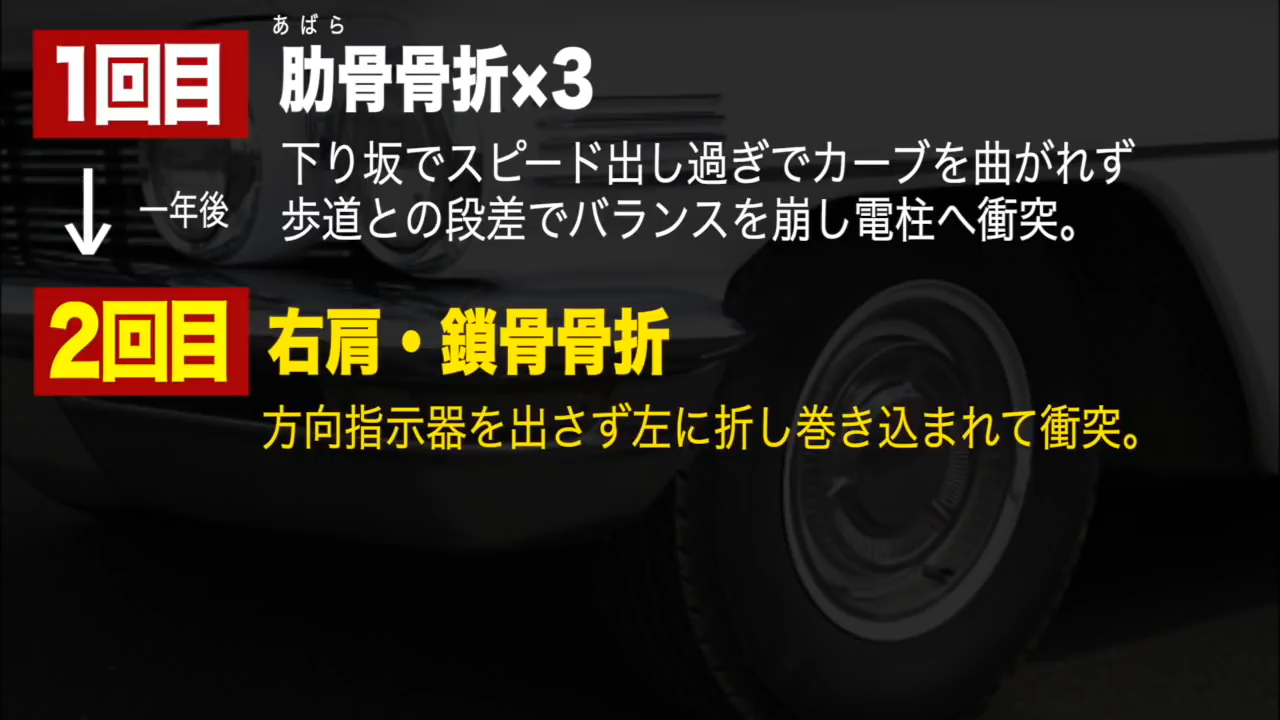 あばら
1回目 肋骨骨折×3
下り坂でスピード出し過ぎでカーブを曲がれず
一年後 歩道との段差でバランスを崩し電柱へ衝突。
2回目 右肩・鎖骨骨折
方向指示器を出さず左に折し巻き込まれて衝突。